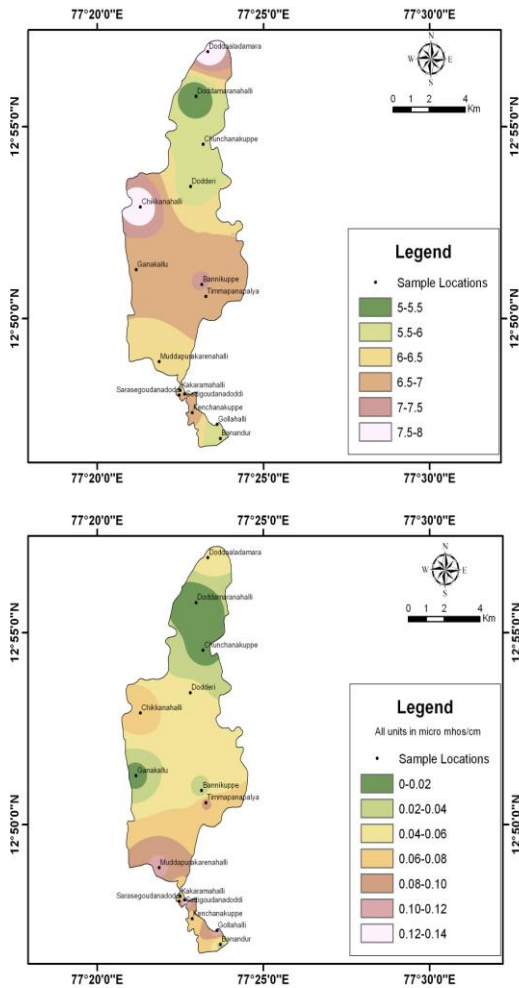 77°20'0"E 77°25'0"E 77°30'0"E
12°55'0"N
12°50'0"N
N
W E
S
0 1 2 4
Km
Doddaaladamara
Doddamaranahalli
Chunchanakuppe
Dodderi
Chikkanahalli
Ganakallu
Bannikuppe
Timmapanapalya
Muddapurakarenahalli
Kakaramahalli
Sarasegoudanadoddi
Kenchanakuppe
Gollahalli
Banandur
Legend
Sample Locations
5-5.5
5.5-6
6-6.5
6.5-7
7-7.5
7.5-8
77°20'0"E 77°25'0"E 77°30'0"E
77°20'0"E 77°25'0"E 77°30'0"E
12°55'0"N
12°50'0"N
N
W E
S
0 1 2 4
Km
Doddaaladamara
Doddamaranahalli
Chunchanakuppe
Dodderi
Chikkanahalli
Ganakallu
Bannikuppe
Timmapanapalya
Muddapurakarenahalli
Kakaramahalli
Sarasegoudanadoddi
Kenchanakuppe
Gollahalli
Banandur
Legend
All units in micro mhos/cm
Sample Locations
0-0.02
0.02-0.04
0.04-0.06
0.06-0.08
0.08-0.10
0.10-0.12
0.12-0.14
77°20'0"E 77°25'0"E 77°30'0"E